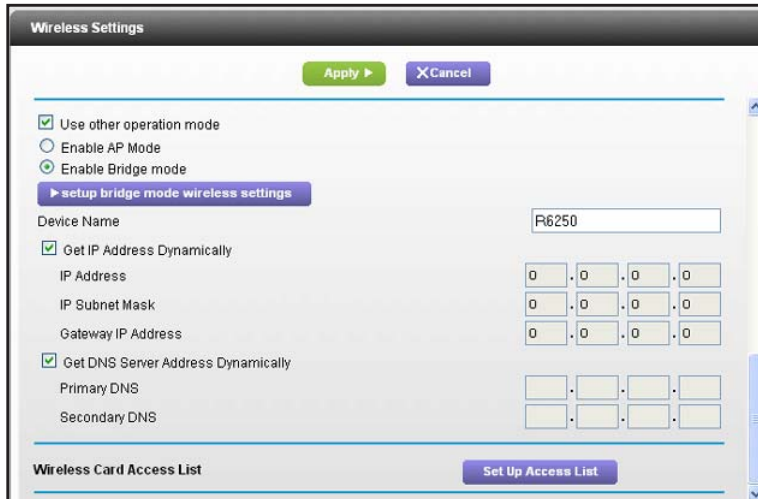 Wireless Settings
Apply ▶ XCancel
Use other operation mode
Enable AP Mode
Enable Bridge mode
▶ setup bridge mode wireless settings
Device Name R6250
Get IP Address Dynamically
IP Address 0 . 0 . 0 . 0
IP Subnet Mask 0 . 0 . 0 . 0
Gateway IP Address 0 . 0 . 0 . 0
Get DNS Server Address Dynamically
Primary DNS . . .
Secondary DNS . . .
Wireless Card Access List Set Up Access List